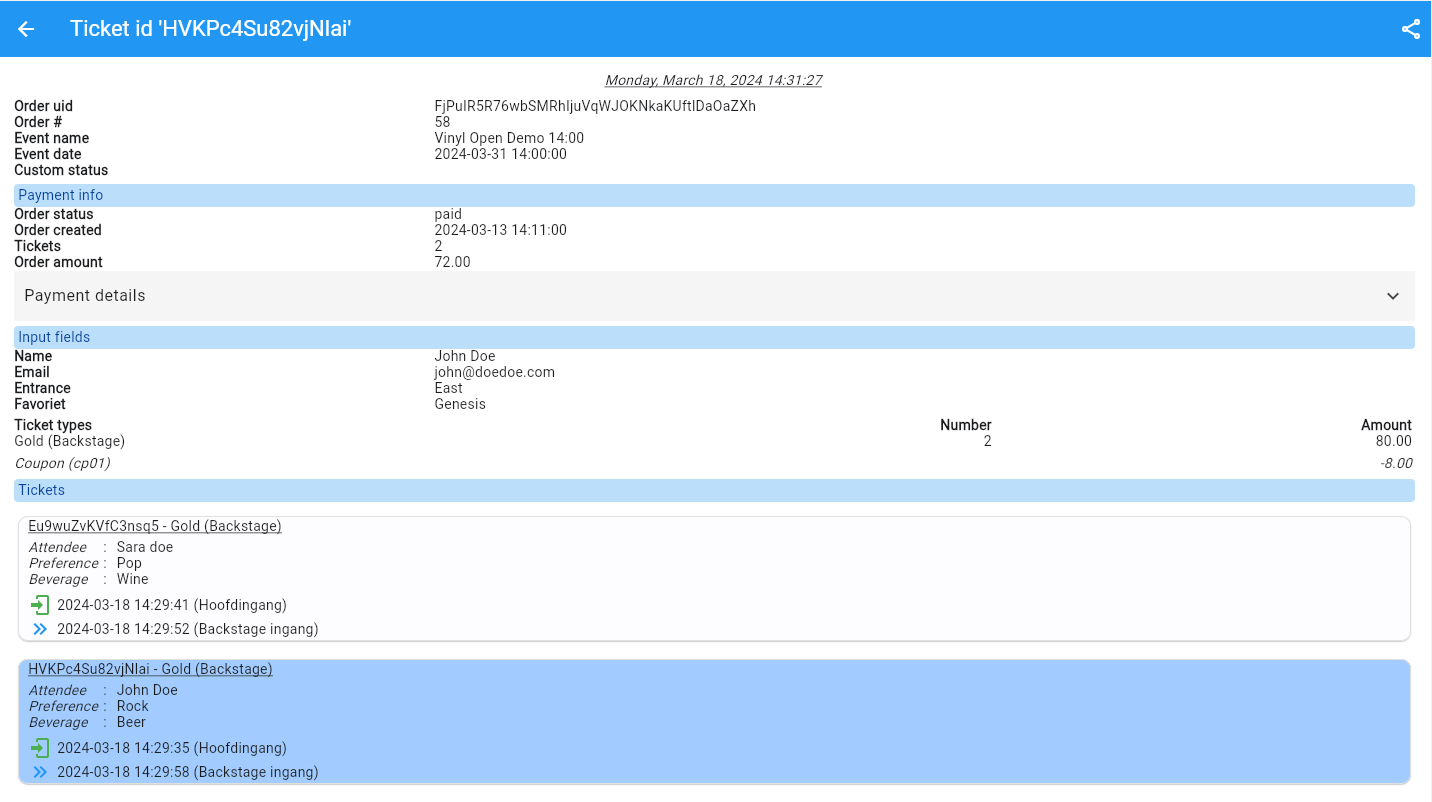 Ticket id 'HVKPc4Su82vjNIai'
Monday, March 18, 2024 14:31:27
Order uid FjPuIR5R76wbSMRhIjuVqWJOKNkaKUftIDaOaZXh
Order # 58
Event name Vinyl Open Demo 14:00
Event date 2024-03-31 14:00:00
Custom status
Payment info
Order status paid
Order created 2024-03-13 14:11:00
Tickets 2
Order amount 72.00
Payment details
Input fields
Name John Doe
Email john@doedoe.com
Entrance East
Favoriet Genesis
Ticket types Number Amount
Gold (Backstage) 2 80.00
Coupon (cp01) -8.00
Tickets
Eu9wuZvKVfC3nsq5 - Gold (Backstage)
Attendee : Sara doe
Preference : Pop
Beverage : Wine
2024-03-18 14:29:41 (Hoofdingang)
2024-03-18 14:29:52 (Backstage ingang)
HVKPc4Su82vjNIai - Gold (Backstage)
Attendee : John Doe
Preference : Rock
Beverage : Beer
2024-03-18 14:29:35 (Hoofdingang)
2024-03-18 14:29:58 (Backstage ingang)